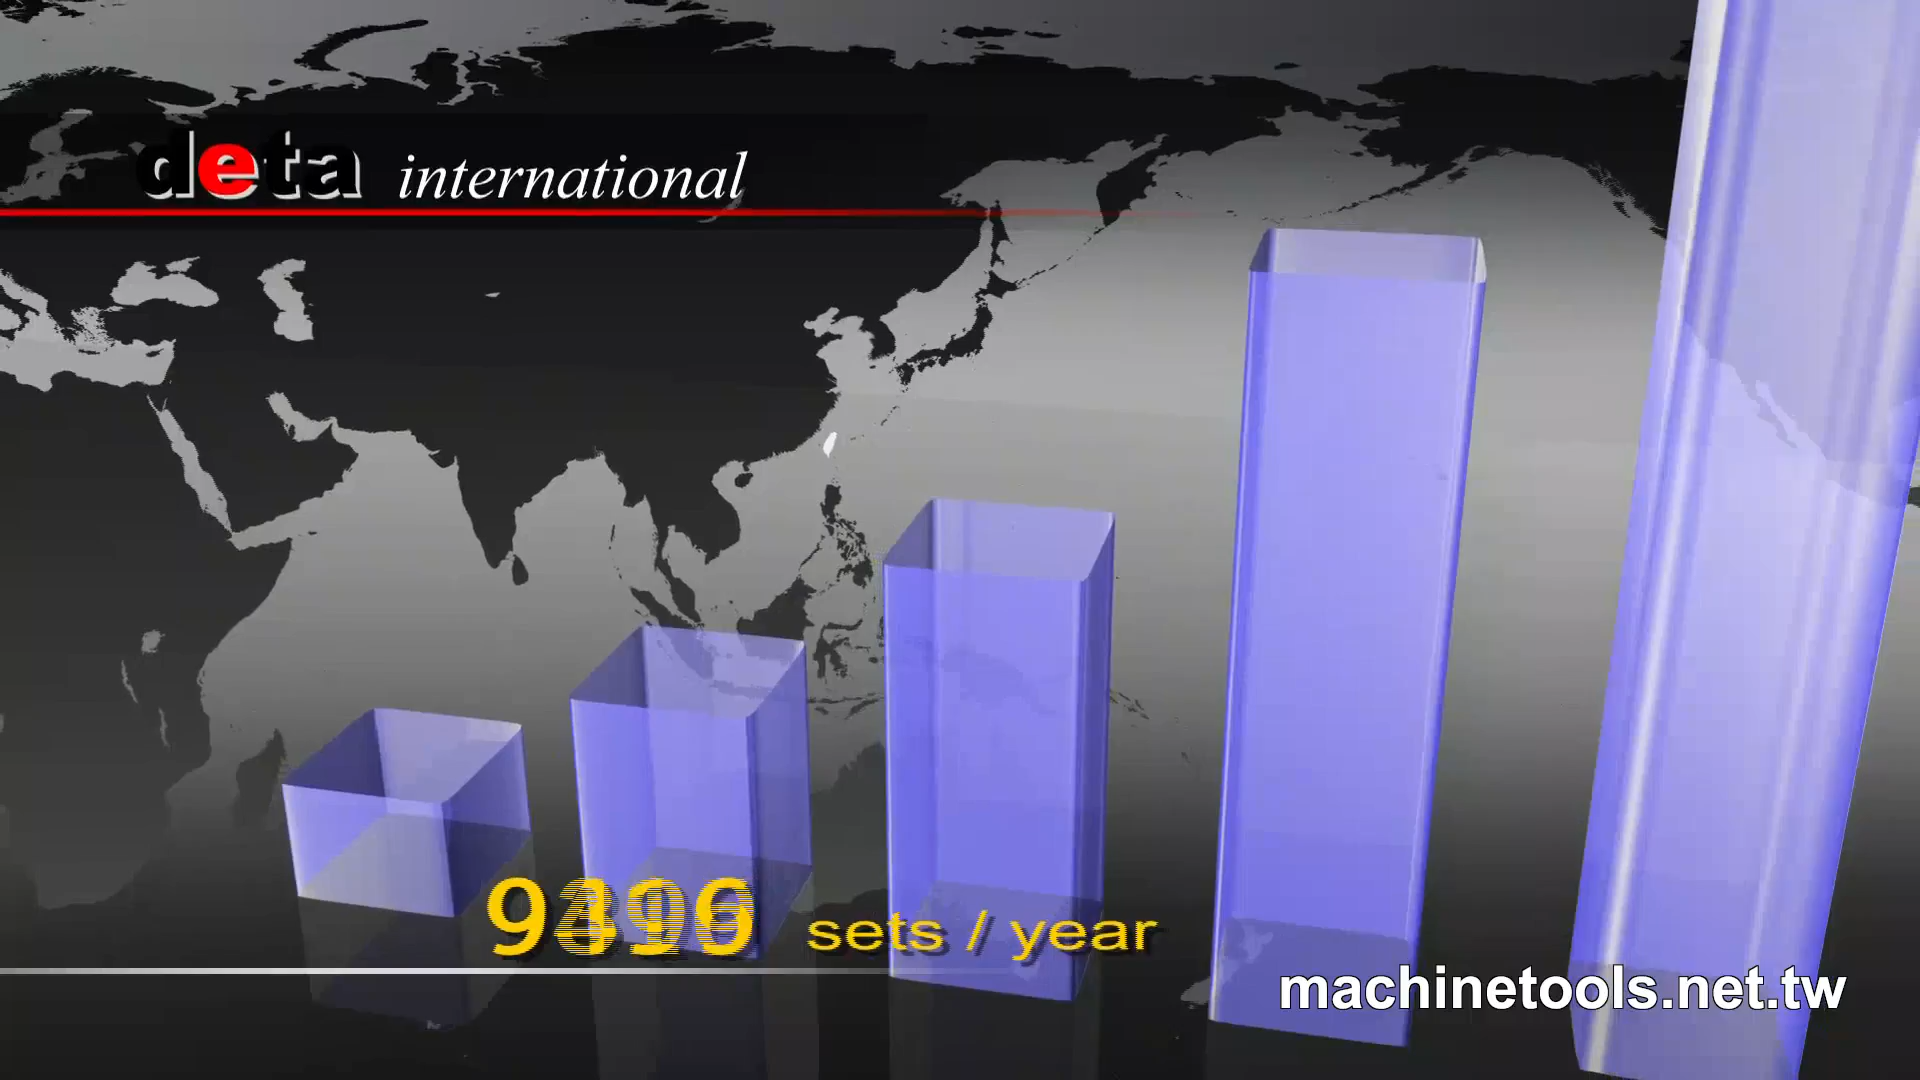 deta international
sets / year
machinetools.net.tw